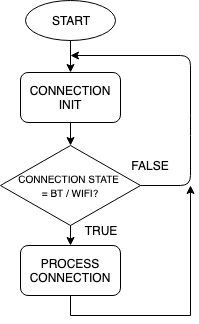 START
CONNECTION
INIT
CONNECTION STATE
= BT / WIFI?
FALSE
TRUE
PROCESS
CONNECTION